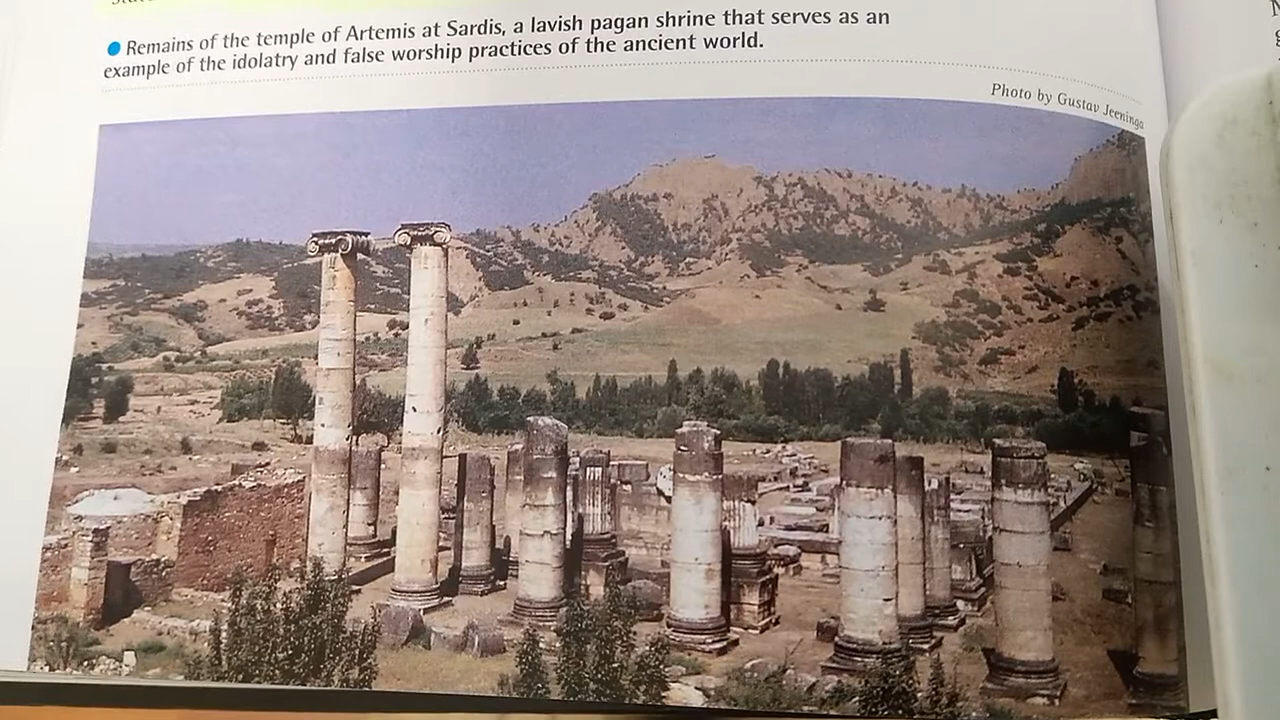 Remains of the temple of Artemis at Sardis, a lavish pagan shrine that serves as an
example of the idolatry and false worship practices of the ancient world.
Photo by Gustav Jeeninga